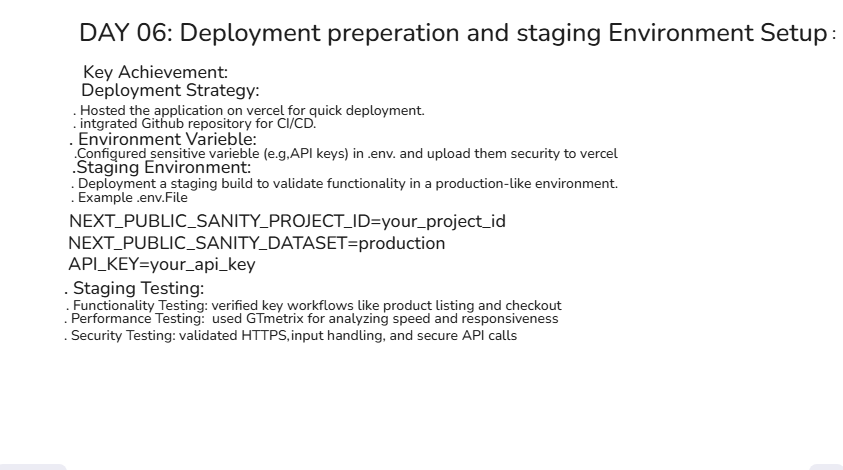 DAY 06: Deployment preperation and staging Environment Setup :
Key Achievement:
Deployment Strategy:
. Hosted the application on vercel for quick deployment.
. intgrated Github repository for CI/CD.
. Environment Varieble:
.Configured sensitive varieble (e.g,API keys) in .env. and upload them security to vercel
.Staging Environment:
. Deployment a staging build to validate functionality in a production-like environment.
. Example .env.File
NEXT_PUBLIC_SANITY_PROJECT_ID=your_project_id
NEXT_PUBLIC_SANITY_DATASET=production
API_KEY=your_api_key
. Staging Testing:
. Functionality Testing: verified key workflows like product listing and checkout
. Performance Testing:  used GTmetrix for analyzing speed and responsiveness
. Security Testing: validated HTTPS,input handling, and secure API calls